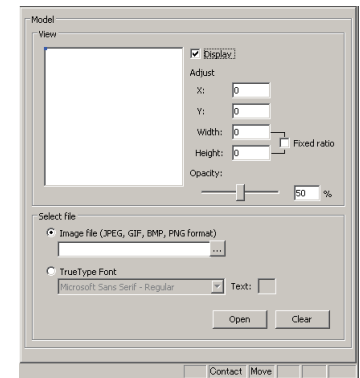 Model
View
Display
Adjust
X: 0
Y: 0
Width: 0
Fixed ratio
Height: 0
Opacity:
50 %
Select file
Image file (JPEG, GIF, BMP, PNG format)
...
TrueType Font
Microsoft Sans Serif - Regular Text:
Open Clear
Contact Move